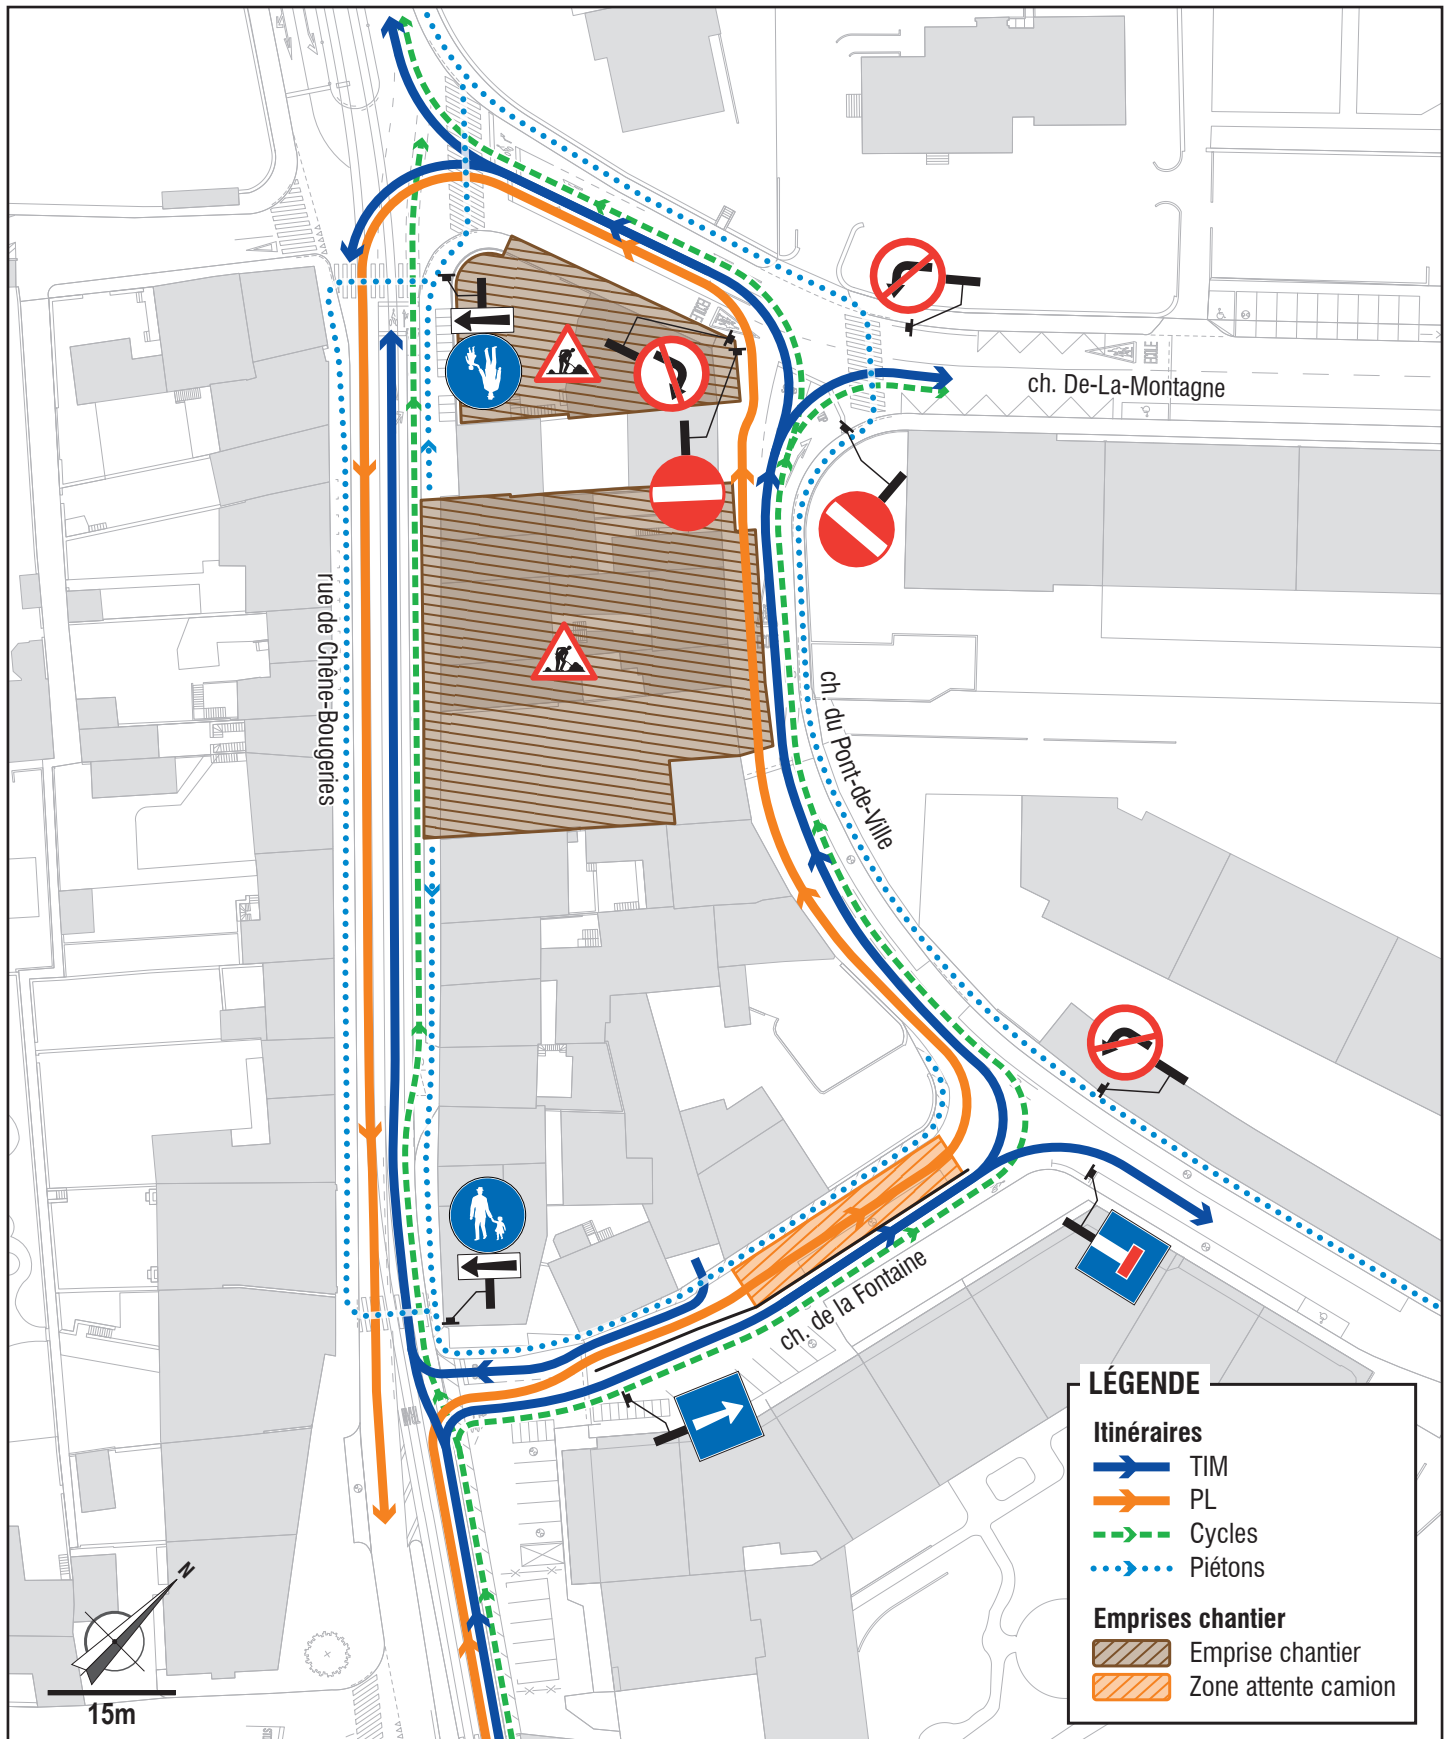 ch. De-La-Montagne
rue de Chêne-Bougeries
ch. du Pont-de-Ville
ch. de la Fontaine
N
15m
LÉGENDE
Itinéraires
TIM
PL
Cycles
Piétons
Emprises chantier
Emprise chantier
Zone attente camion